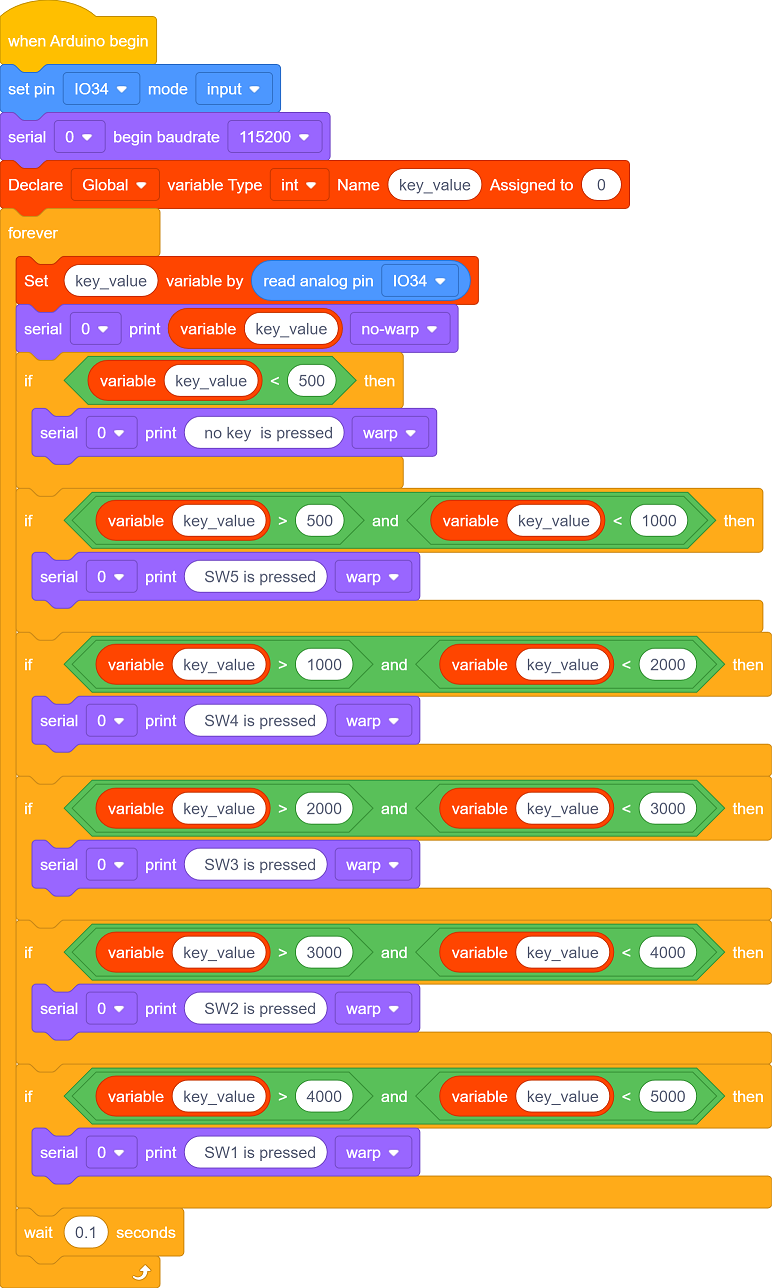 when Arduino begin
set pin IO34 mode input
serial 0 begin baudrate 115200
Declare Global variable Type int Name key_value Assigned to 0
forever
Set key_value variable by read analog pin IO34
serial 0 print variable key_value no-warp
if variable key_value < 500 then
serial 0 print no key is pressed warp
if variable key_value > 500 and variable key_value < 1000 then
serial 0 print SW5 is pressed warp
if variable key_value > 1000 and variable key_value < 2000 then
serial 0 print SW4 is pressed warp
if variable key_value > 2000 and variable key_value < 3000 then
serial 0 print SW3 is pressed warp
if variable key_value > 3000 and variable key_value < 4000 then
serial 0 print SW2 is pressed warp
if variable key_value > 4000 and variable key_value < 5000 then
serial 0 print SW1 is pressed warp
wait 0.1 seconds